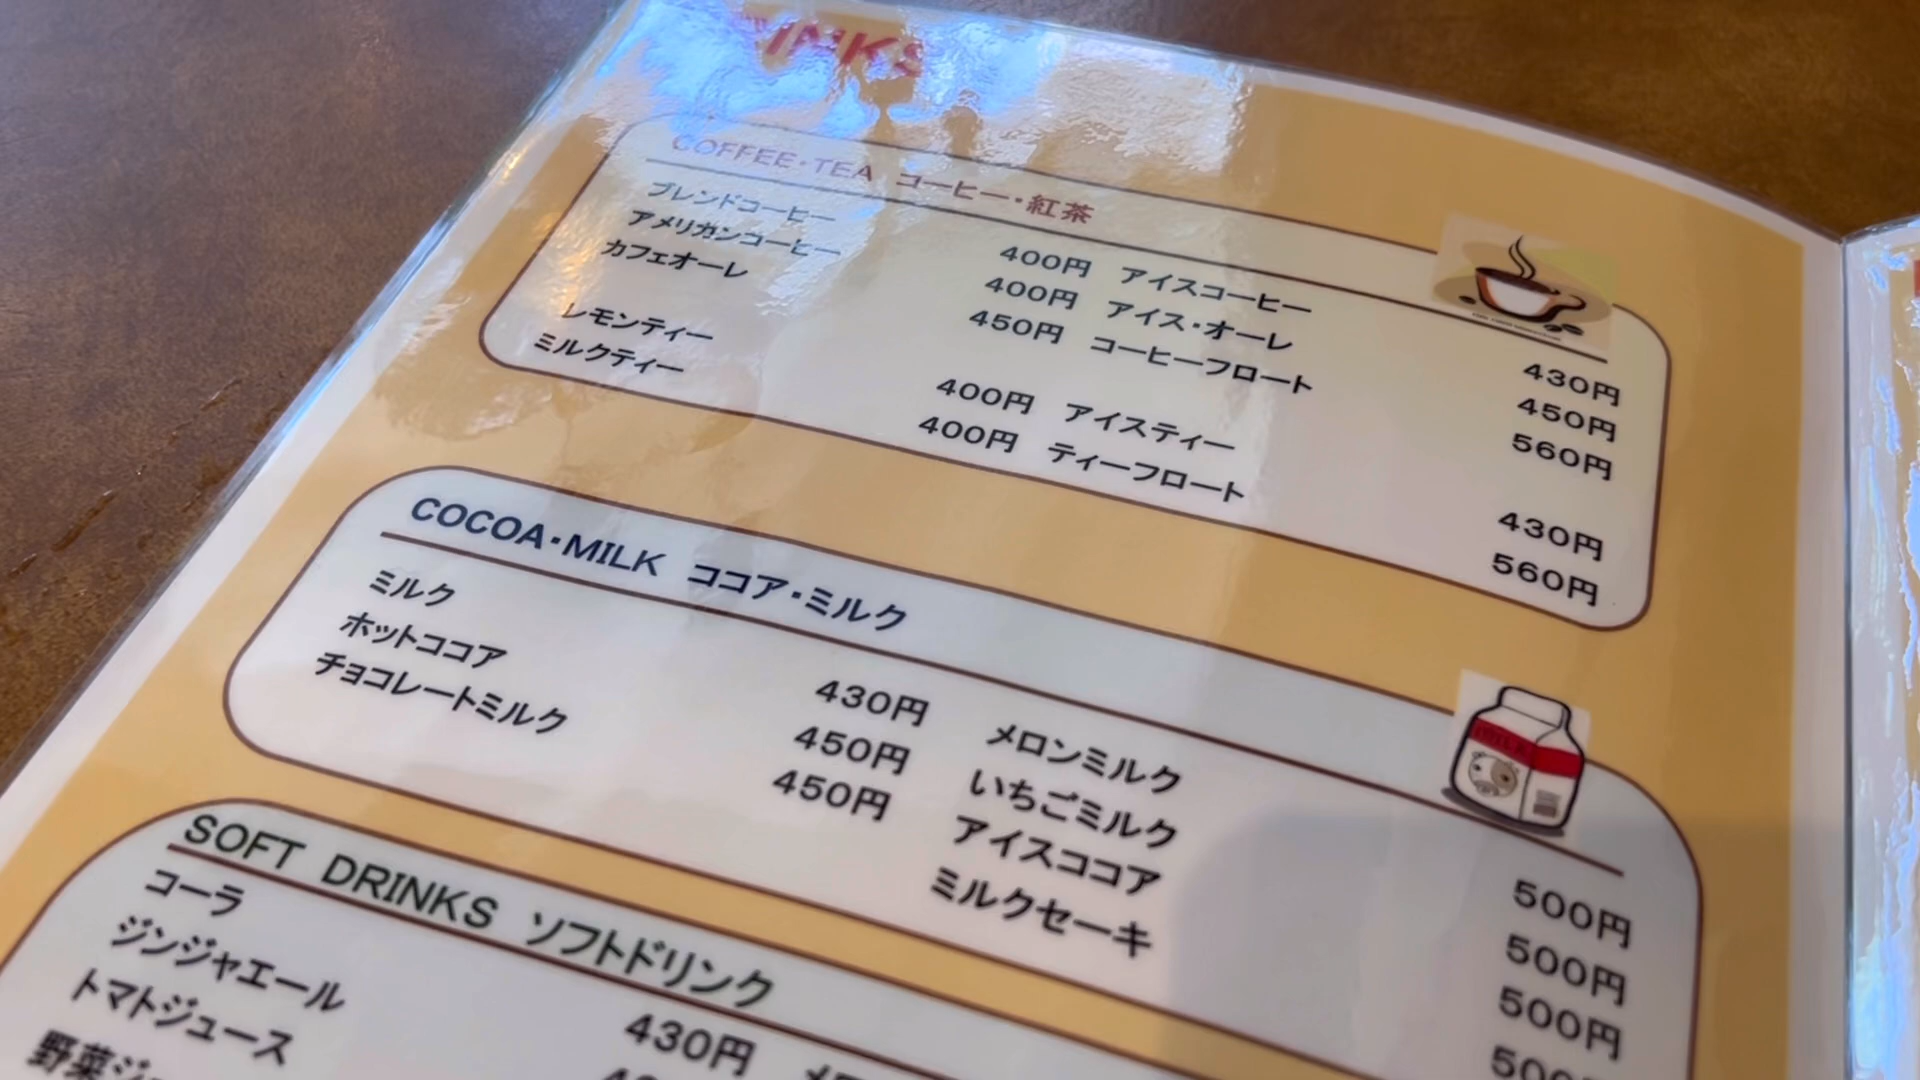 COFFEE・TEA コーヒー・紅茶
ブレンドコーヒー 400円 アイスコーヒー 430円
アメリカンコーヒー 400円 アイス・オーレ 450円
カフェオーレ 450円 コーヒーフロート 560円
レモンティー 400円 アイスティー 430円
ミルクティー 400円 ティーフロート 560円
COCOA・MILK ココア・ミルク
ミルク 430円 メロンミルク 500円
ホットココア 450円 いちごミルク 500円
チョコレートミルク 450円 アイスココア 500円
ミルクセーキ
MILK
SOFT DRINKS ソフトドリンク
コーラ 430円
ジンジャエール
トマトジュース
野菜